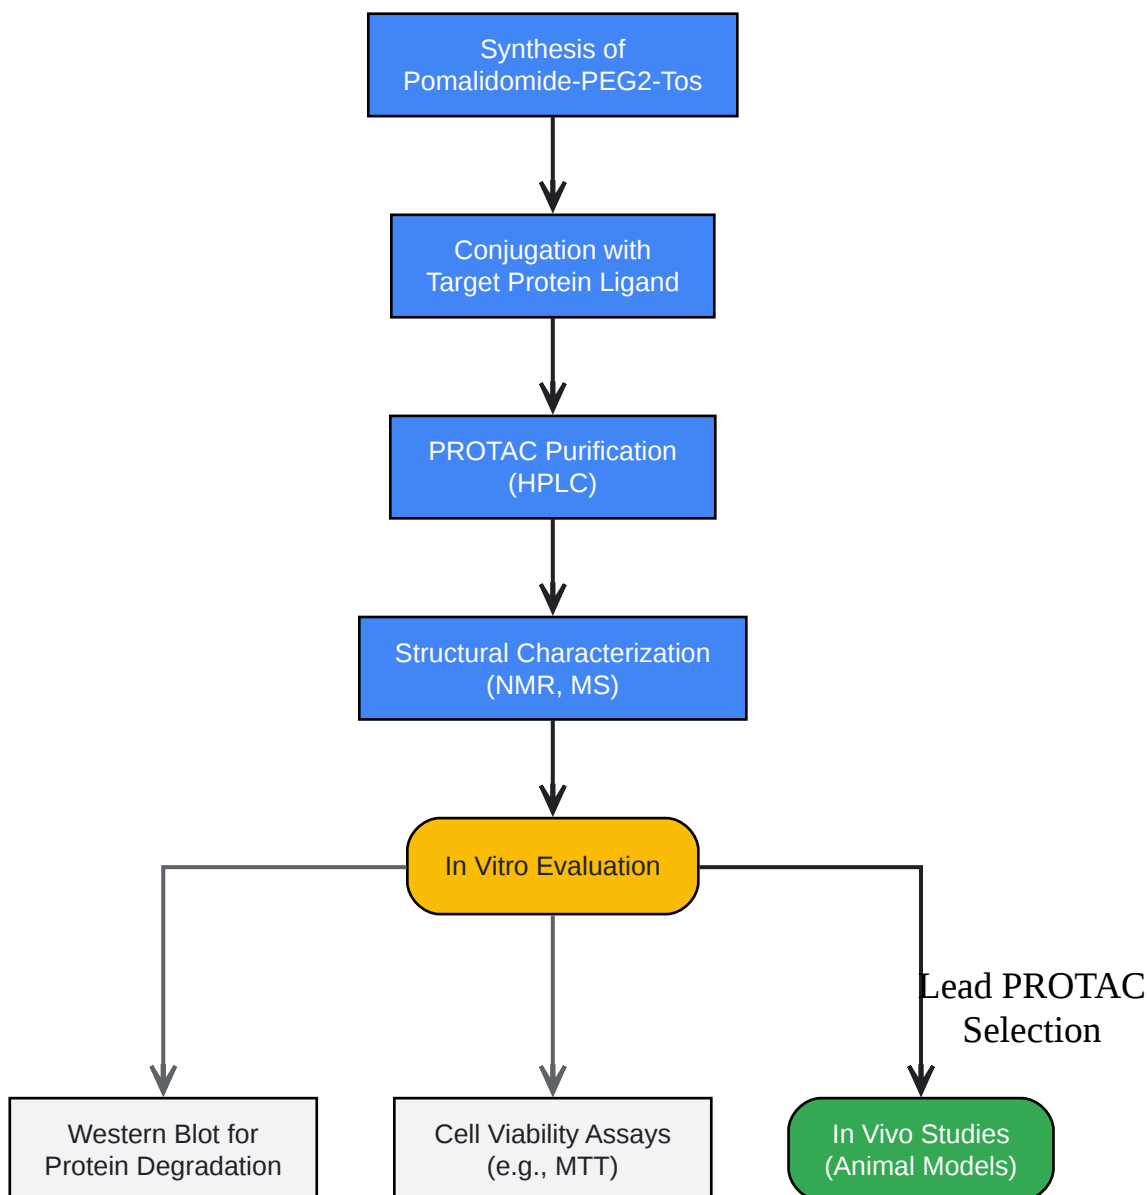 Synthesis of
Pomalidomide-PEG2-Tos
Conjugation with
Target Protein Ligand
PROTAC Purification
(HPLC)
Structural Characterization
(NMR, MS)
In Vitro Evaluation
Lead PROTAC
Selection
Western Blot for
Protein Degradation
Cell Viability Assays
(e.g., MTT)
In Vivo Studies
(Animal Models)